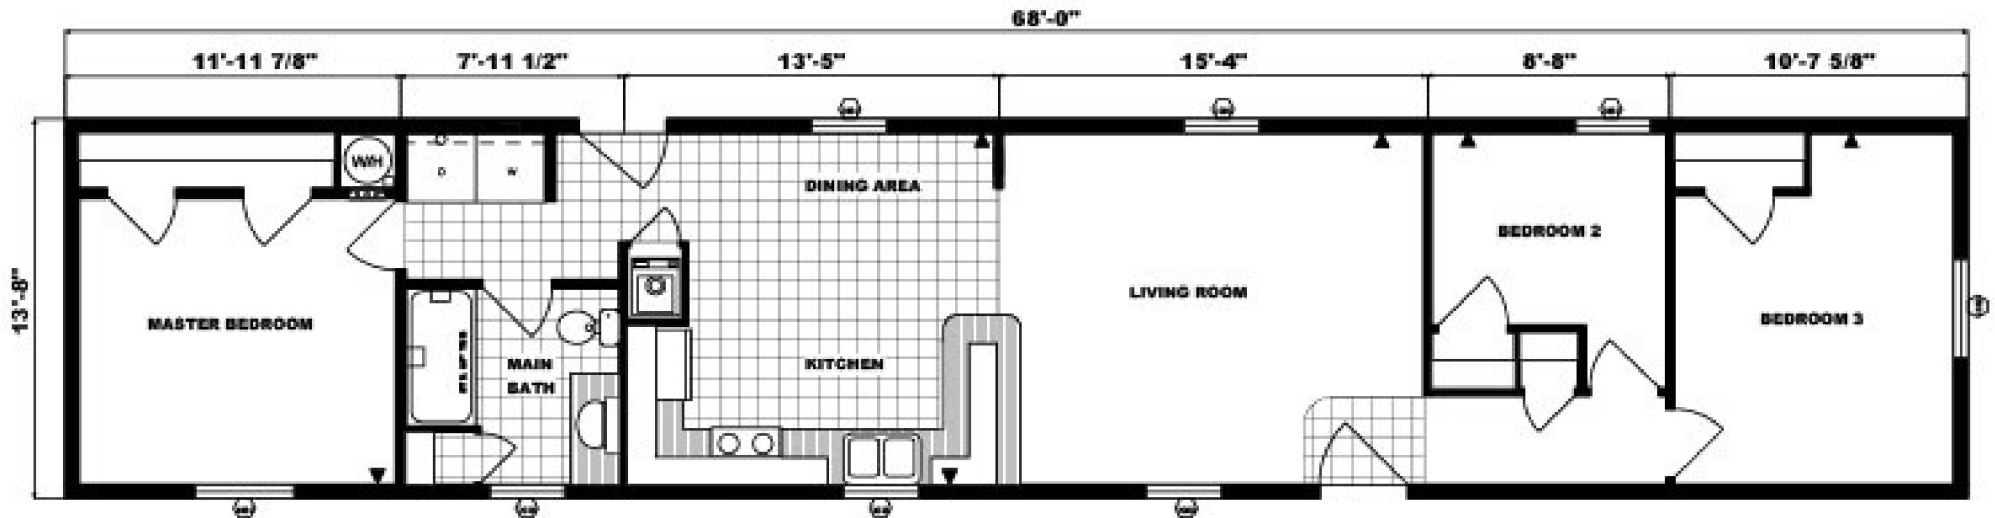 68'-0"
11'-11 7/8" 7'-11 1/2" 13'-5" 15'-4" 8'-8" 10'-7 5/8"
13'-8"
W/H
D W
DINING AREA
BEDROOM 2
LIVING ROOM
MASTER BEDROOM
BEDROOM 3
MAIN
BATH
KITCHEN